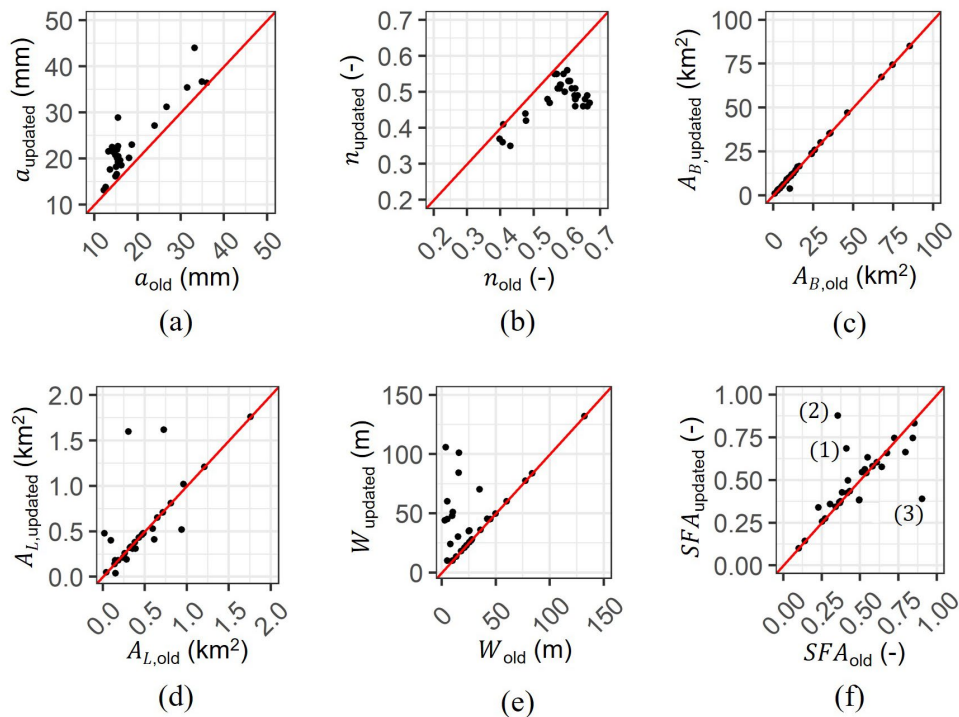 50
40
30
20
10
a_updated (mm)
10 20 30 40 50
a_old (mm)
(a)
0.7
0.6
0.5
0.4
0.3
0.2
n_updated (-)
0.2 0.3 0.4 0.5 0.6 0.7
n_old (-)
(b)
100
75
50
25
0
A_B,updated (km²)
0 25 50 75 100
A_B,old (km²)
(c)
2.0
1.5
1.0
0.5
0.0
A_L,updated (km²)
0.0 0.5 1.0 1.5 2.0
A_L,old (km²)
(d)
150
100
50
0
W_updated (m)
0 50 100 150
W_old (m)
(e)
1.00
0.75
0.50
0.25
0.00
SFA_updated (-)
(2)
(1)
(3)
0.00 0.25 0.50 0.75 1.00
SFA_old (-)
(f)